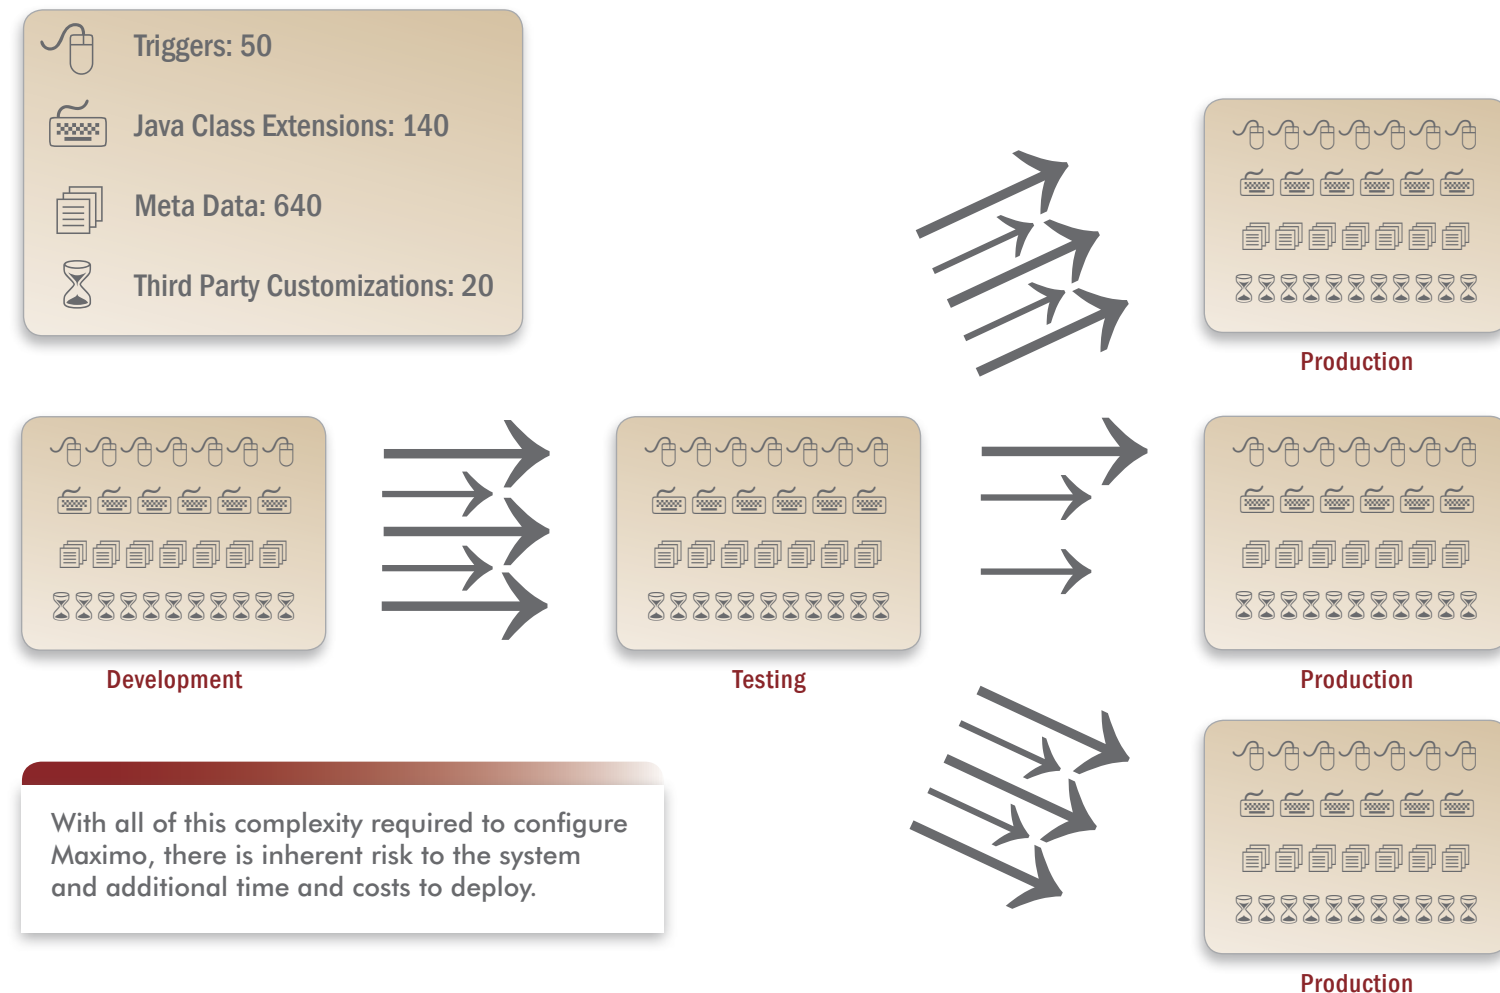 Triggers: 50
Java Class Extensions: 140
Meta Data: 640
Third Party Customizations: 20
Production
Development
Testing
Production
With all of this complexity required to configure
Maximo, there is inherent risk to the system
and additional time and costs to deploy.
Production